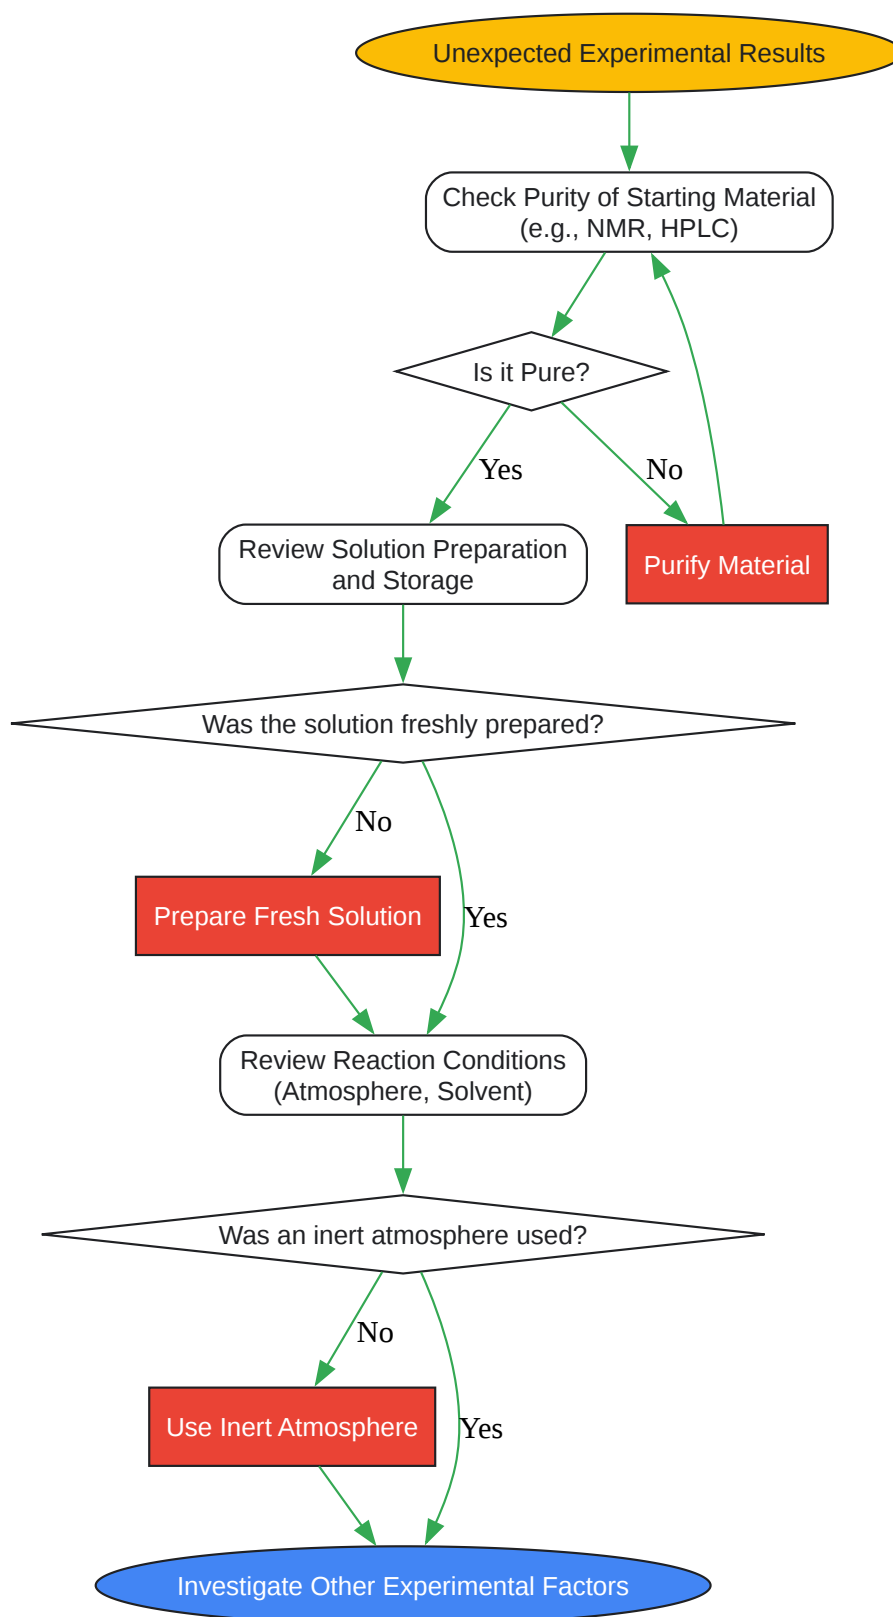 Unexpected Experimental Results
Check Purity of Starting Material
(e.g., NMR, HPLC)
Is it Pure?
Yes
No
Review Solution Preparation
and Storage
Purify Material
Was the solution freshly prepared?
No
Prepare Fresh Solution
Yes
Review Reaction Conditions
(Atmosphere, Solvent)
Was an inert atmosphere used?
No
Use Inert Atmosphere
Yes
Investigate Other Experimental Factors